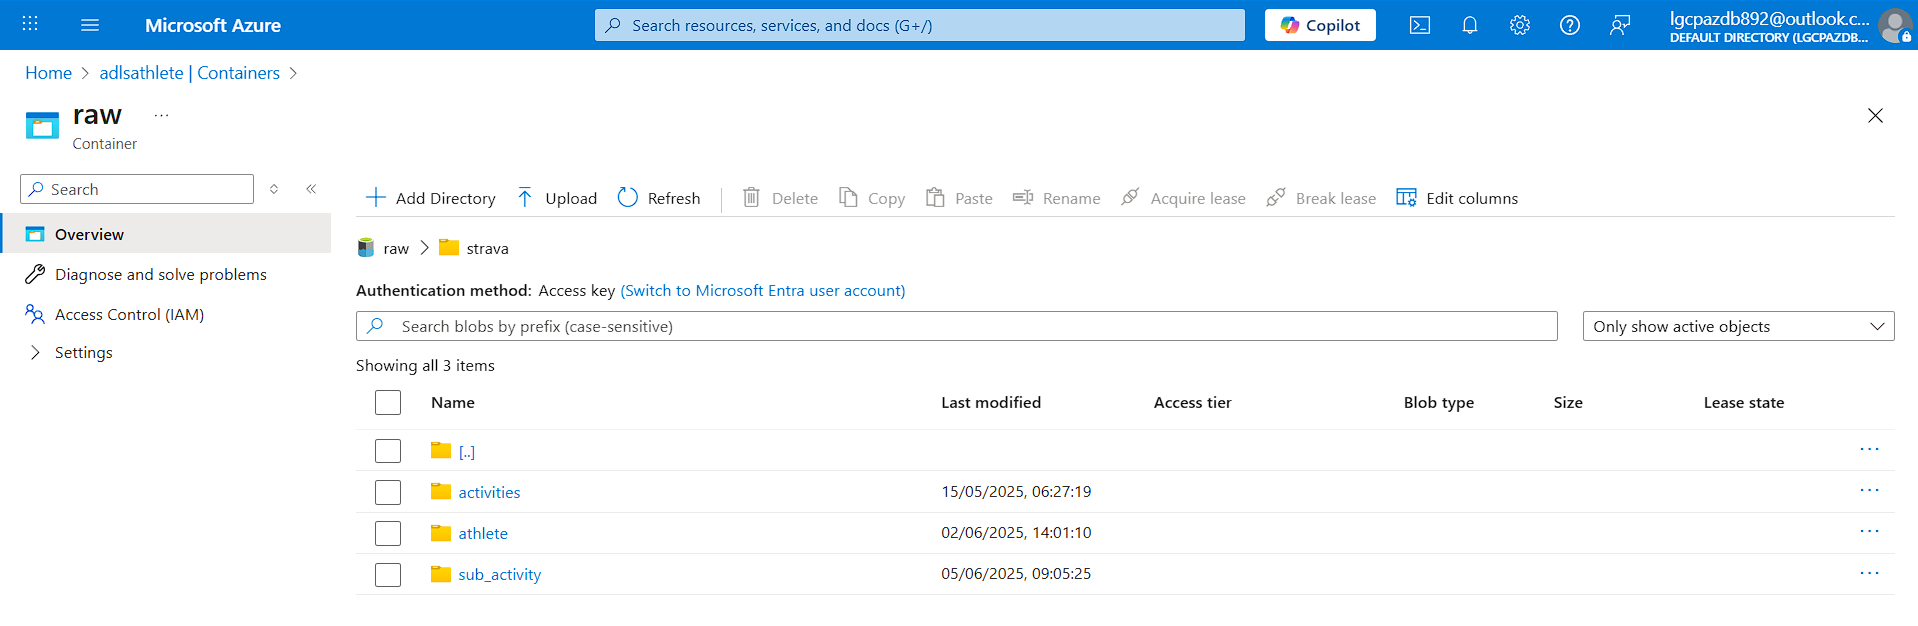 Microsoft Azure
Search resources, services, and docs (G+/)
Copilot
lgcpazdb892@outlook.c...
DEFAULT DIRECTORY (LGCPAZDB...
Home > adlsathlete | Containers >
raw ...
Container
Search
Overview
Diagnose and solve problems
Access Control (IAM)
Settings
Add Directory Upload Refresh Delete Copy Paste Rename Acquire lease Break lease Edit columns
raw > strava
Authentication method: Access key (Switch to Microsoft Entra user account)
Search blobs by prefix (case-sensitive)
Only show active objects
Showing all 3 items
Name Last modified Access tier Blob type Size Lease state
[..] ...
activities 15/05/2025, 06:27:19 ...
athlete 02/06/2025, 14:01:10 ...
sub_activity 05/06/2025, 09:05:25 ...